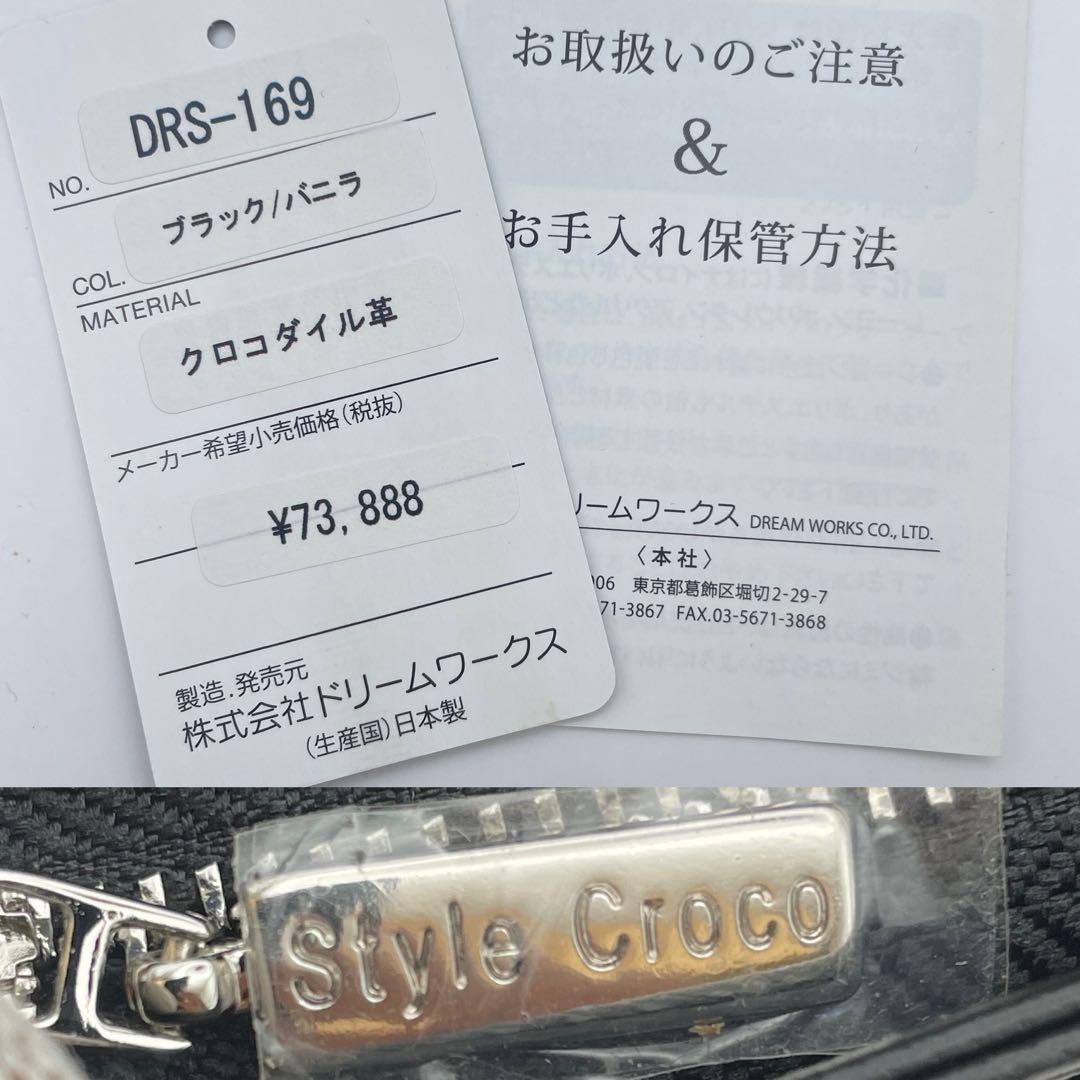 NO. DRS-169
COL. ブラック/バニラ
MATERIAL
クロコダイル革
メーカー希望小売価格(税抜)
¥73,888
製造.発売元
株式会社ドリームワークス
(生産国)日本製
お取扱いのご注意
&
お手入れ保管方法
リームワークス DREAM WORKS CO., LTD.
〈本社〉
006 東京都葛飾区堀切2-29-7
71-3867 FAX.03-5671-3868
Style Croco